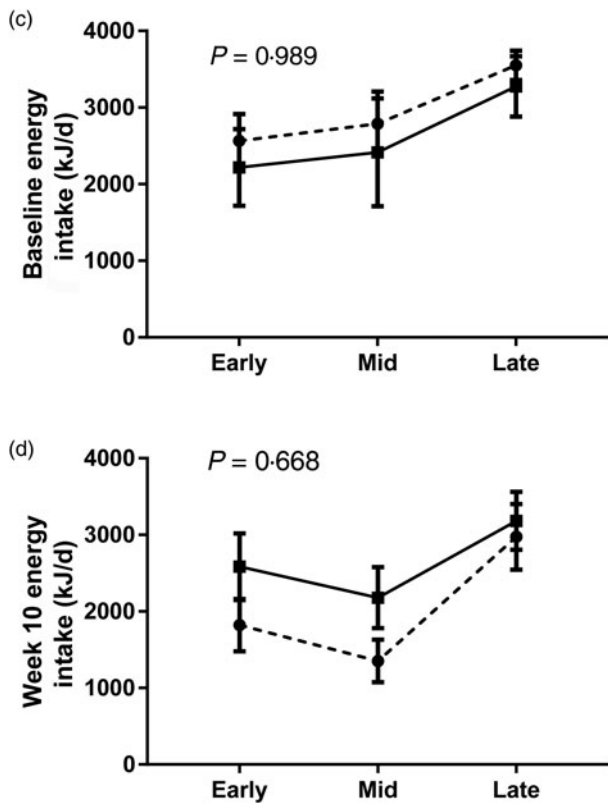 (c)
P = 0·989
4000
3000
2000
1000
0
Baseline energy
intake (kJ/d)
Early Mid Late
(d)
P = 0·668
4000
3000
2000
1000
0
Week 10 energy
intake (kJ/d)
Early Mid Late